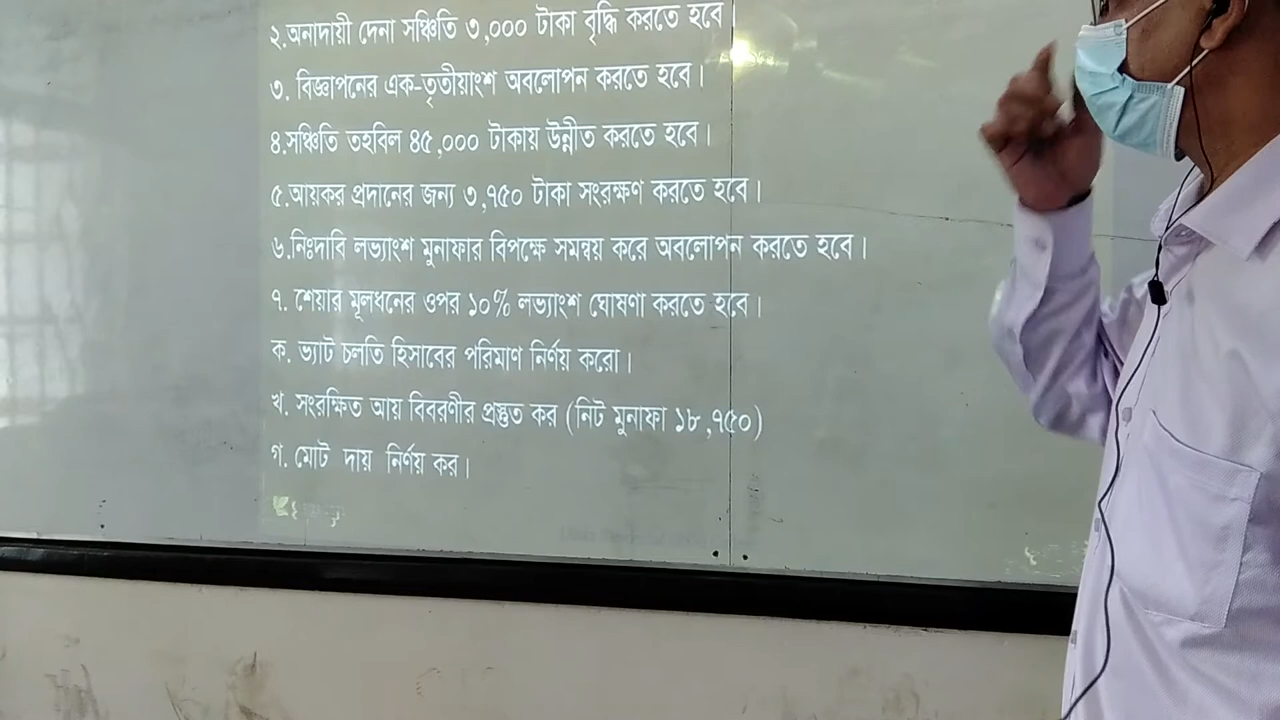 ২.অনাদায়ী দেনা সঞ্চিতি ৩,০০০ টাকা বৃদ্ধি করতে হবে।
৩. বিজ্ঞাপনের এক-তৃতীয়াংশ অবলোপন করতে হবে।
৪.সঞ্চিতি তহবিল ৪৫,০০০ টাকায় উন্নীত করতে হবে।
৫.আয়কর প্রদানের জন্য ৩,৭৫০ টাকা সংরক্ষণ করতে হবে।
৬.নিঃদাবি লভ্যাংশ মুনাফার বিপক্ষে সমন্বয় করে অবলোপন করতে হবে।
৭. শেয়ার মূলধনের ওপর ১০% লভ্যাংশ ঘোষণা করতে হবে।
ক. ভ্যাট চলতি হিসাবের পরিমাণ নির্ণয় করো।
খ. সংরক্ষিত আয় বিবরণীর প্রস্তুত কর (নিট মুনাফা ১৮,৭৫০)
গ. মোট দায় নির্ণয় কর।